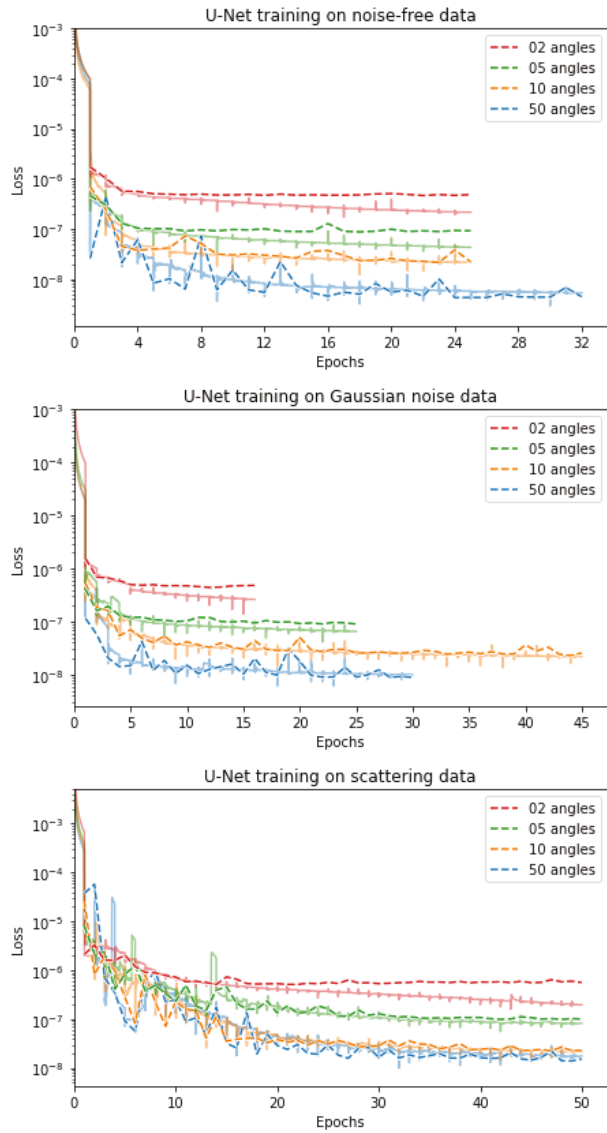 U-Net training on noise-free data
10⁻³
10⁻⁴
10⁻⁵
10⁻⁶
10⁻⁷
10⁻⁸
Loss
02 angles
05 angles
10 angles
50 angles
0 4 8 12 16 20 24 28 32
Epochs
U-Net training on Gaussian noise data
10⁻³
10⁻⁴
10⁻⁵
10⁻⁶
10⁻⁷
10⁻⁸
Loss
02 angles
05 angles
10 angles
50 angles
0 5 10 15 20 25 30 35 40 45
Epochs
U-Net training on scattering data
10⁻³
10⁻⁴
10⁻⁵
10⁻⁶
10⁻⁷
10⁻⁸
Loss
02 angles
05 angles
10 angles
50 angles
0 10 20 30 40 50
Epochs